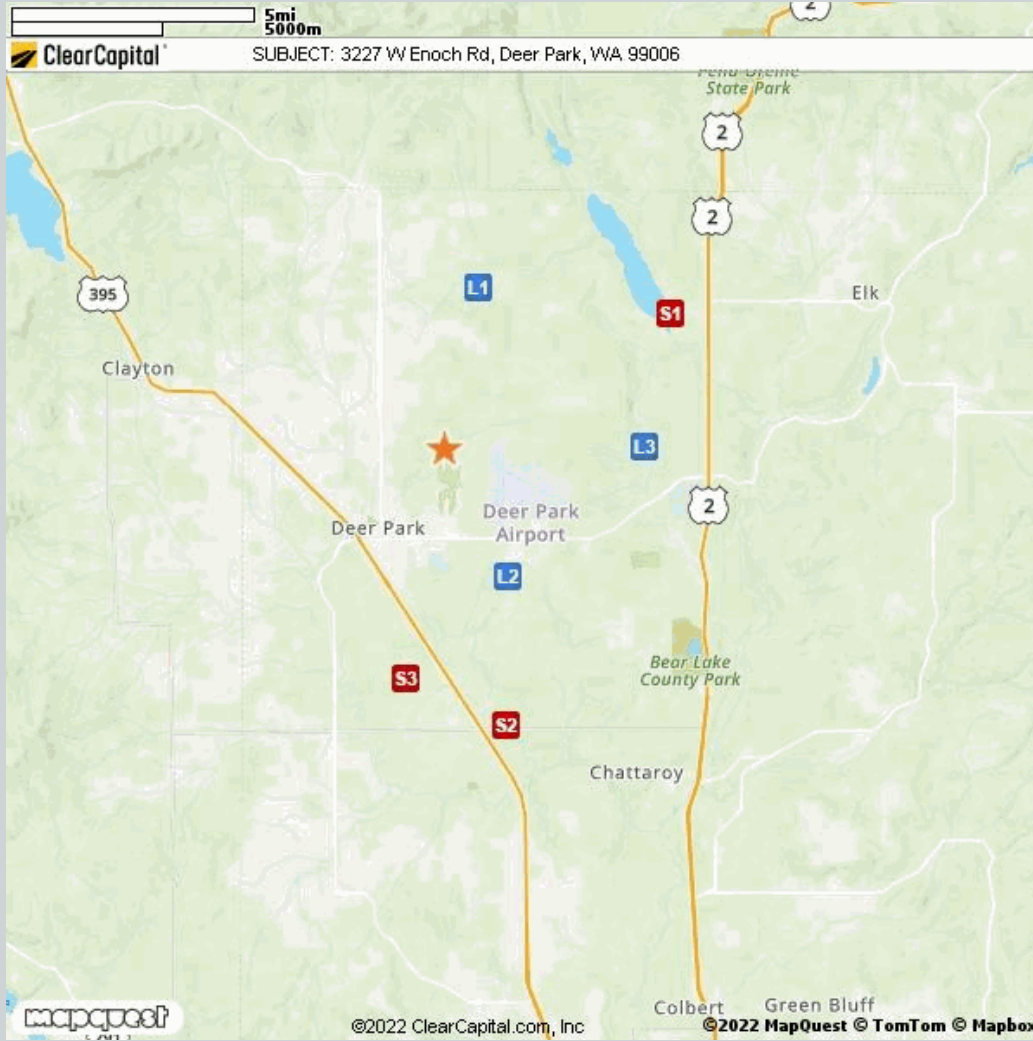 5mi
5000m
2
ClearCapital
SUBJECT: 3227 W Enoch Rd, Deer Park, WA 99006
State Park
2
2
L1
395
Elk
S1
Clayton
L3
2
Deer Park
Deer Park
Airport
L2
Bear Lake
County Park
S3
S2
Chattaroy
Colbert
Green Bluff
mapquest
©2022 ClearCapital.com, Inc
©2022 MapQuest © TomTom © Mapbox